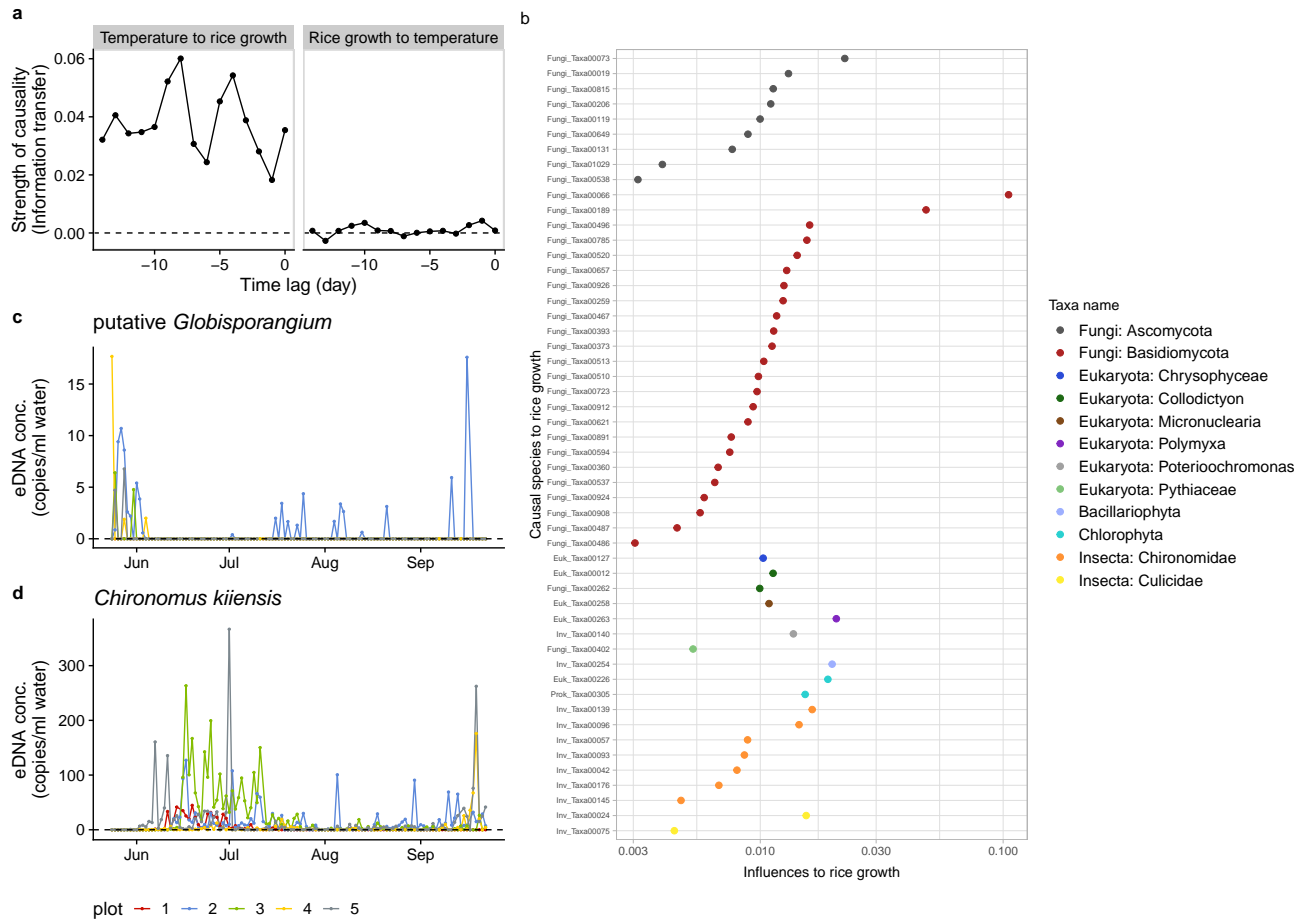 a
Temperature to rice growth
Rice growth to temperature
Strength of causality
(Information transfer)
0.06
0.04
0.02
0.00
−10
−5
0
−10
−5
0
Time lag (day)
b
Causal species to rice growth
Fungi_Taxa00073
Fungi_Taxa00019
Fungi_Taxa00815
Fungi_Taxa00206
Fungi_Taxa00119
Fungi_Taxa00649
Fungi_Taxa00131
Fungi_Taxa01029
Fungi_Taxa00538
Fungi_Taxa00066
Fungi_Taxa00189
Fungi_Taxa00496
Fungi_Taxa00785
Fungi_Taxa00520
Fungi_Taxa00657
Fungi_Taxa00926
Fungi_Taxa00259
Fungi_Taxa00467
Fungi_Taxa00393
Fungi_Taxa00373
Fungi_Taxa00513
Fungi_Taxa00510
Fungi_Taxa00723
Fungi_Taxa00912
Fungi_Taxa00621
Fungi_Taxa00891
Fungi_Taxa00594
Fungi_Taxa00360
Fungi_Taxa00537
Fungi_Taxa00924
Fungi_Taxa00908
Fungi_Taxa00487
Fungi_Taxa00486
Euk_Taxa00127
Euk_Taxa00012
Fungi_Taxa00262
Euk_Taxa00258
Euk_Taxa00263
Inv_Taxa00140
Fungi_Taxa00402
Inv_Taxa00254
Euk_Taxa00226
Prok_Taxa00305
Inv_Taxa00139
Inv_Taxa00096
Inv_Taxa00057
Inv_Taxa00093
Inv_Taxa00042
Inv_Taxa00176
Inv_Taxa00145
Inv_Taxa00024
Inv_Taxa00075
0.003
0.010
0.030
0.100
Influences to rice growth
Taxa name
Fungi: Ascomycota
Fungi: Basidiomycota
Eukaryota: Chrysophyceae
Eukaryota: Collodictyon
Eukaryota: Micronuclearia
Eukaryota: Polymyxa
Eukaryota: Poterioochromonas
Eukaryota: Pythiaceae
Bacillariophyta
Chlorophyta
Insecta: Chironomidae
Insecta: Culicidae
c
putative Globisporangium
eDNA conc.
(copies/ml water)
15
10
5
0
Jun
Jul
Aug
Sep
d
Chironomus kiiensis
eDNA conc.
(copies/ml water)
300
200
100
0
Jun
Jul
Aug
Sep
plot
1
2
3
4
5